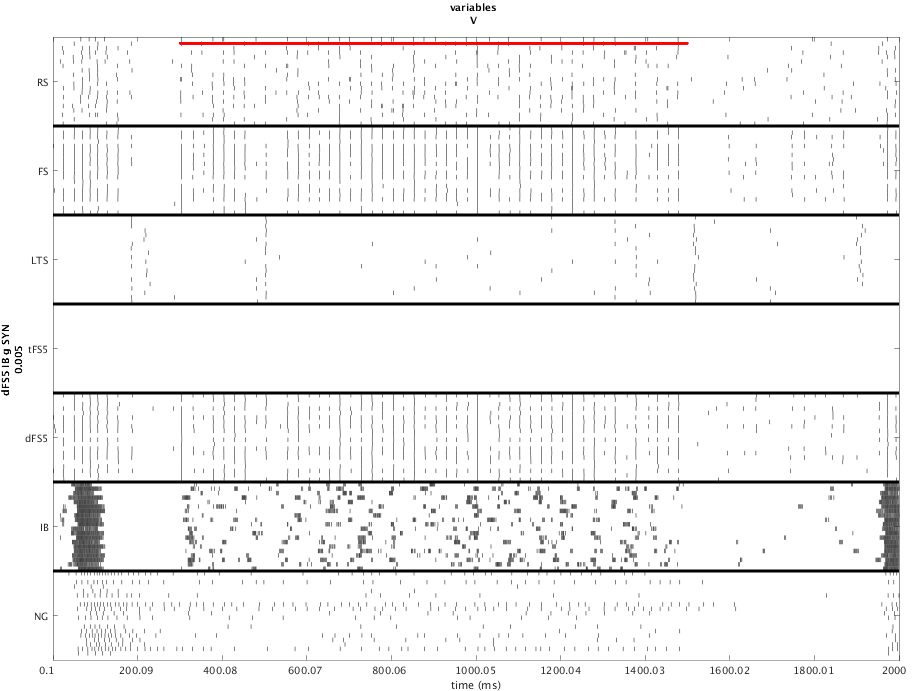 variables
V
RS
FS
LTS
tFS5
dFS5
IB
NG
dFS5 IB g SYN
0.005
0.1 200.09 400.08 600.07 800.06 1000.05 1200.04 1400.03 1600.02 1800.01 2000
time (ms)